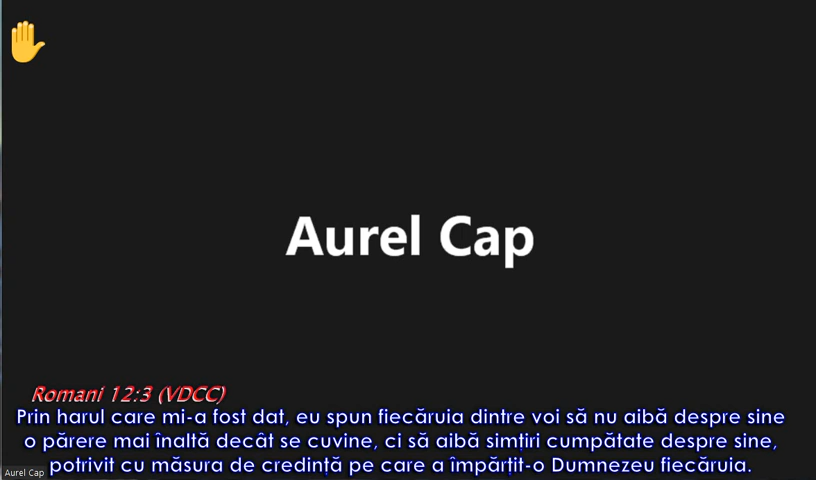 Aurel Cap
Romani 12:3 (VDCC)
Prin harul care mi-a fost dat, eu spun fiecăruia dintre voi să nu aibă despre sine
o părere mai înaltă decât se cuvine, ci să aibă simțiri cumpătate despre sine,
potrivit cu măsura de credință pe care a împărțit-o Dumnezeu fiecăruia.
Aurel Cap